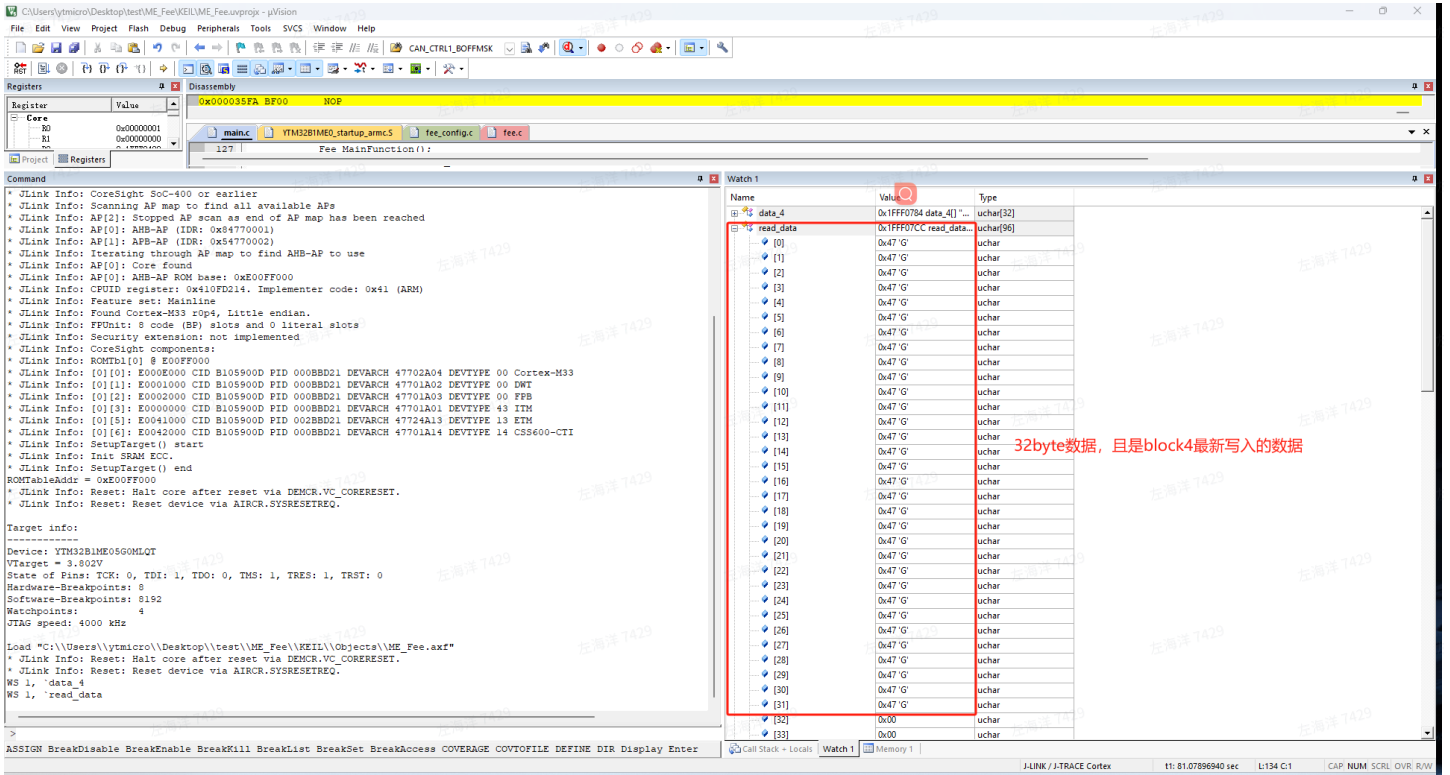 C:\Users\ytmicro\Desktop\test\ME_Fee\KEIL\ME_Fee.uvprojx - µVision
File Edit View Project Flash Debug Peripherals Tools SVCS Window Help
CAN_CTRL1_BOFFMSK
Registers
Disassembly
Register Value
0x000035FA BF00 NOP
Core
R0 0x00000001
R1 0x00000000
main.c YTM32B1ME0_startup_armc.S fee_config.c fee.c
127 Fee_MainFunction();
Project Registers
Command
* JLink Info: CoreSight SoC-400 or earlier
* JLink Info: Scanning AP map to find all available APs
* JLink Info: AP[2]: Stopped AP scan as end of AP map has been reached
* JLink Info: AP[0]: AHB-AP (IDR: 0x84770001)
* JLink Info: AP[1]: APB-AP (IDR: 0x54770002)
* JLink Info: Iterating through AP map to find AHB-AP to use
* JLink Info: AP[0]: Core found
* JLink Info: AP[0]: AHB-AP ROM base: 0xE00FF000
* JLink Info: CPUID register: 0x410FD214. Implementer code: 0x41 (ARM)
* JLink Info: Feature set: Mainline
* JLink Info: Found Cortex-M33 r0p4, Little endian.
* JLink Info: FPUnit: 8 code (BP) slots and 0 literal slots
* JLink Info: Security extension: not implemented
* JLink Info: CoreSight components:
* JLink Info: ROMTbl[0] @ E00FF000
* JLink Info: [0][0]: E000E000 CID B105900D PID 000BBD21 DEVARCH 47702A04 DEVTYPE 00 Cortex-M33
* JLink Info: [0][1]: E0001000 CID B105900D PID 000BBD21 DEVARCH 47701A02 DEVTYPE 00 DWT
* JLink Info: [0][2]: E0002000 CID B105900D PID 000BBD21 DEVARCH 47701A03 DEVTYPE 00 FPB
* JLink Info: [0][3]: E0000000 CID B105900D PID 000BBD21 DEVARCH 47701A01 DEVTYPE 43 ITM
* JLink Info: [0][5]: E0041000 CID B105900D PID 002BBD21 DEVARCH 47724A13 DEVTYPE 13 ETM
* JLink Info: [0][6]: E0042000 CID B105900D PID 000BBD21 DEVARCH 47701A14 DEVTYPE 14 CSS600-CTI
* JLink Info: SetupTarget() start
* JLink Info: Init SRAM ECC.
* JLink Info: SetupTarget() end
ROMTableAddr = 0xE00FF000
* JLink Info: Reset: Halt core after reset via DEMCR.VC_CORERESET.
* JLink Info: Reset: Reset device via AIRCR.SYSRESETREQ.
Target info:
------------
Device: YTM32B1ME05G0MLQT
VTarget = 3.802V
State of Pins: TCK: 0, TDI: 1, TDO: 0, TMS: 1, TRES: 1, TRST: 0
Hardware-Breakpoints: 8
Software-Breakpoints: 8192
Watchpoints: 4
JTAG speed: 4000 kHz
Load "C:\\Users\\ytmicro\\Desktop\\test\\ME_Fee\\KEIL\\Objects\\ME_Fee.axf"
* JLink Info: Reset: Halt core after reset via DEMCR.VC_CORERESET.
* JLink Info: Reset: Reset device via AIRCR.SYSRESETREQ.
WS 1, `data_4
WS 1, `read_data
>
ASSIGN BreakDisable BreakEnable BreakKill BreakList BreakSet BreakAccess COVERAGE COVTOFILE DEFINE DIR Display Enter
Watch 1
Name Value Type
data_4 0x1FFF0784 data_4[] "... uchar[32]
read_data 0x1FFF07CC read_data... uchar[96]
[0] 0x47 'G' uchar
[1] 0x47 'G' uchar
[2] 0x47 'G' uchar
[3] 0x47 'G' uchar
[4] 0x47 'G' uchar
[5] 0x47 'G' uchar
[6] 0x47 'G' uchar
[7] 0x47 'G' uchar
[8] 0x47 'G' uchar
[9] 0x47 'G' uchar
[10] 0x47 'G' uchar
[11] 0x47 'G' uchar
[12] 0x47 'G' uchar
[13] 0x47 'G' uchar
[14] 0x47 'G' uchar
[15] 0x47 'G' uchar
[16] 0x47 'G' uchar
[17] 0x47 'G' uchar
[18] 0x47 'G' uchar
[19] 0x47 'G' uchar
[20] 0x47 'G' uchar
[21] 0x47 'G' uchar
[22] 0x47 'G' uchar
[23] 0x47 'G' uchar
[24] 0x47 'G' uchar
[25] 0x47 'G' uchar
[26] 0x47 'G' uchar
[27] 0x47 'G' uchar
[28] 0x47 'G' uchar
[29] 0x47 'G' uchar
[30] 0x47 'G' uchar
[31] 0x47 'G' uchar
[32] 0x00 uchar
[33] 0x00 uchar
32byte数据，且是block4最新写入的数据
Call Stack + Locals Watch 1 Memory 1
J-LINK / J-TRACE Cortex t1: 81.07896940 sec L:134 C:1 CAP NUM SCRL OVR R/W
左海洋 7429